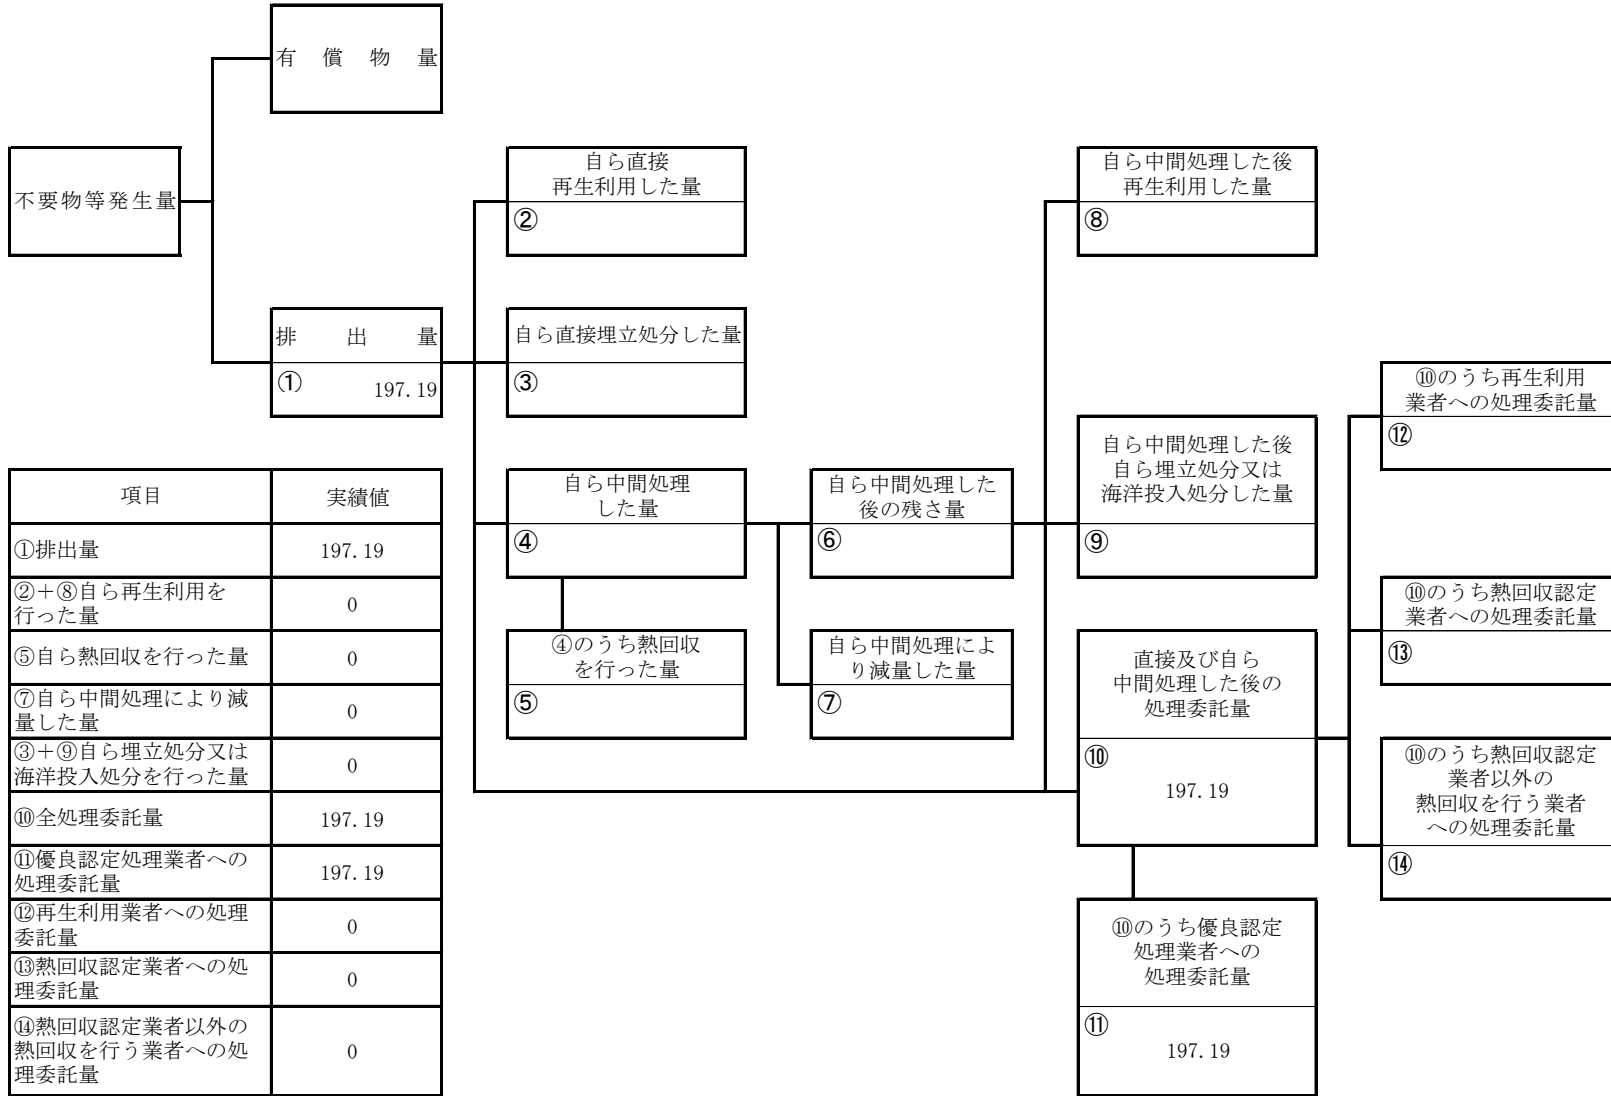 有償物量
不要物等発生量
排出量
①
197.19
自ら直接
再生利用した量
②
自ら直接埋立処分した量
③
自ら中間処理
した量
④
④のうち熱回収
を行った量
⑤
自ら中間処理した
後の残さ量
⑥
自ら中間処理によ
り減量した量
⑦
自ら中間処理した後
再生利用した量
⑧
自ら中間処理した後
自ら埋立処分又は
海洋投入処分した量
⑨
直接及び自ら
中間処理した後の
処理委託量
⑩
197.19
⑩のうち優良認定
処理業者への
処理委託量
⑪
197.19
⑩のうち再生利用
業者への処理委託量
⑫
⑩のうち熱回収認定
業者への処理委託量
⑬
⑩のうち熱回収認定
業者以外の
熱回収を行う業者
への処理委託量
⑭
項目 実績値
①排出量 197.19
②＋⑧自ら再生利用を
行った量 0
⑤自ら熱回収を行った量 0
⑦自ら中間処理により減
量した量 0
③＋⑨自ら埋立処分又は
海洋投入処分を行った量 0
⑩全処理委託量 197.19
⑪優良認定処理業者への
処理委託量 197.19
⑫再生利用業者への処理
委託量 0
⑬熱回収認定業者への処
理委託量 0
⑭熱回収認定業者以外の
熱回収を行う業者への処
理委託量 0